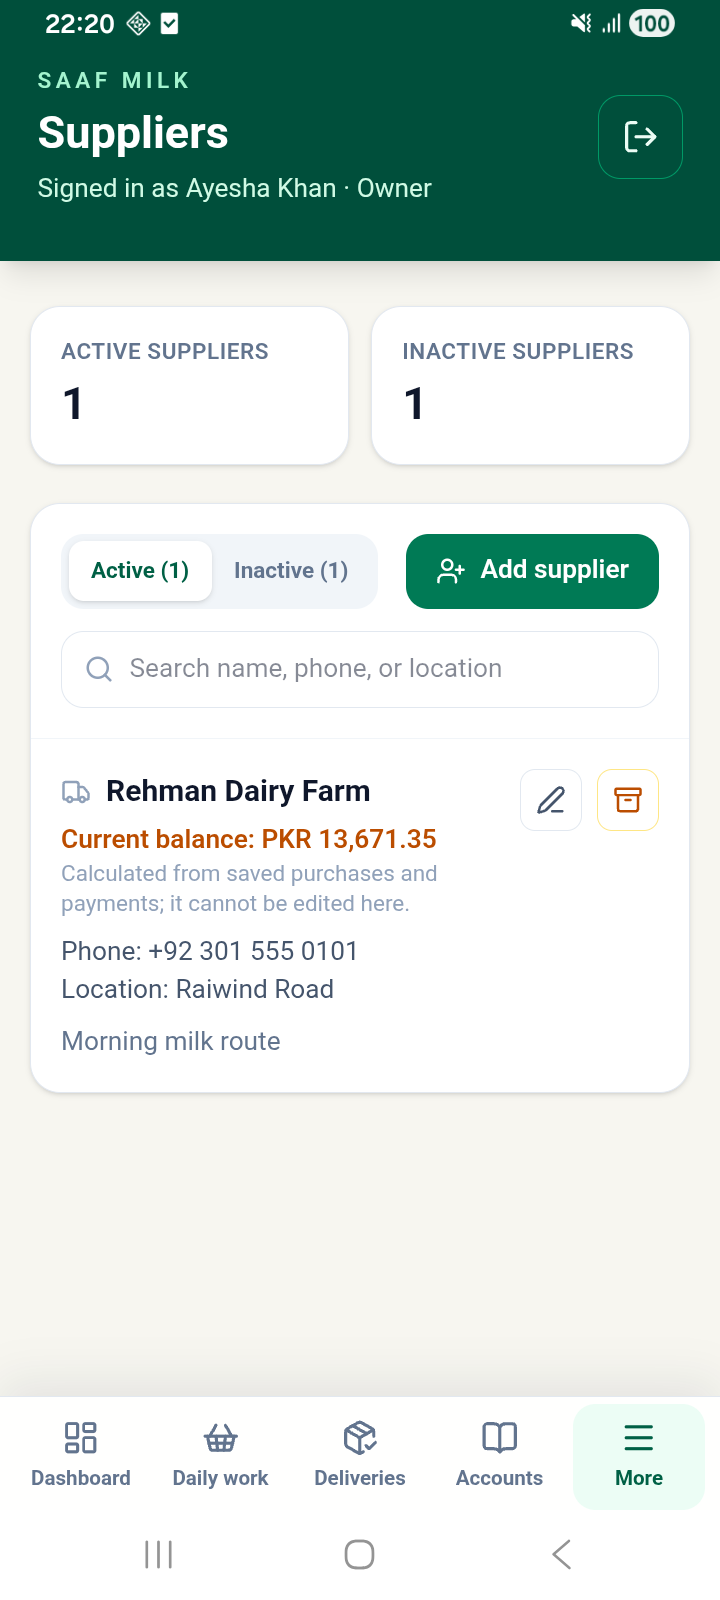 22:20
100
SAAF MILK
Suppliers
Signed in as Ayesha Khan · Owner
ACTIVE SUPPLIERS
1
INACTIVE SUPPLIERS
1
Active (1)
Inactive (1)
Add supplier
Search name, phone, or location
Rehman Dairy Farm
Current balance: PKR 13,671.35
Calculated from saved purchases and
payments; it cannot be edited here.
Phone: +92 301 555 0101
Location: Raiwind Road
Morning milk route
Dashboard
Daily work
Deliveries
Accounts
More